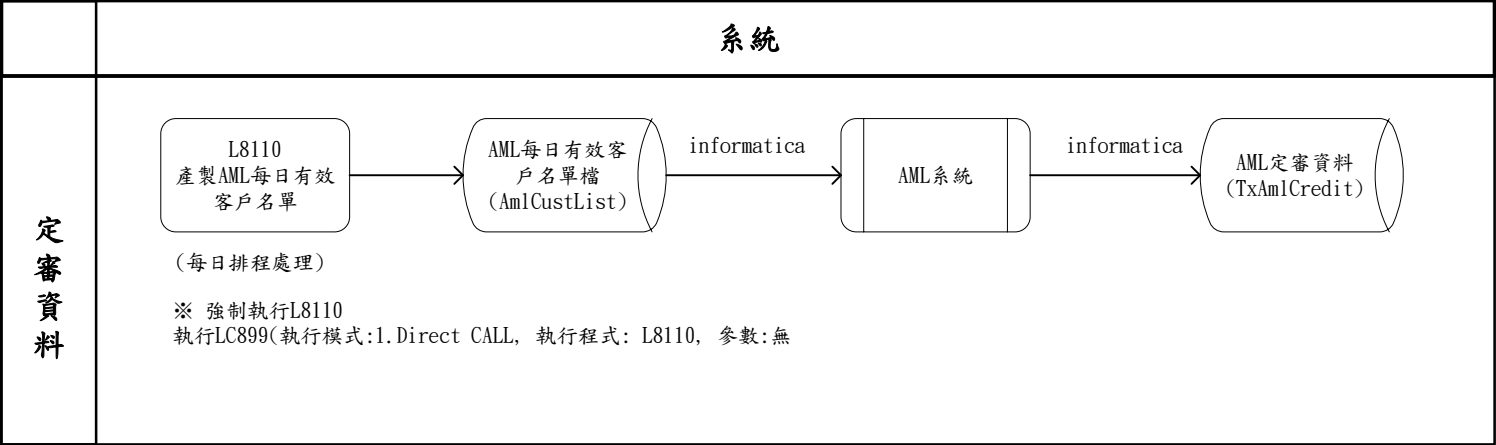 系統
定
審
資
料
L8110
產製AML每日有效
客戶名單
AML每日有效客
戶名單檔
(AmlCustList)
informatica
AML系統
informatica
AML定審資料
(TxAmlCredit)
(每日排程處理)
※ 強制執行L8110
執行LC899(執行模式:1.Direct CALL, 執行程式: L8110, 參數:無